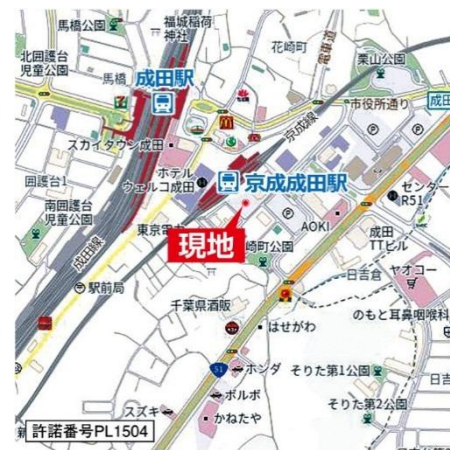 馬橋公園
福城稲荷
神社
北囲護台
児童公園
馬橋
成田駅
花崎町
電車道
栗山公園
市役所通り
成田
スカイタウン成田
京成線
囲護台1
ホテル
ウェルコ成田
京成成田駅
センター
R51
南囲護台
児童公園
東京電力
AOKI
成田
TTビル
成田線
現地
崎町公園
日吉倉
ヤオコー
駅前局
千葉県酒販
はせがわ
のもと耳鼻咽喉科
51
ホンダ
そりた第1公園
日吉
ボルボ
スズキ
かねたや
そりた第2公園
許諾番号PL1504